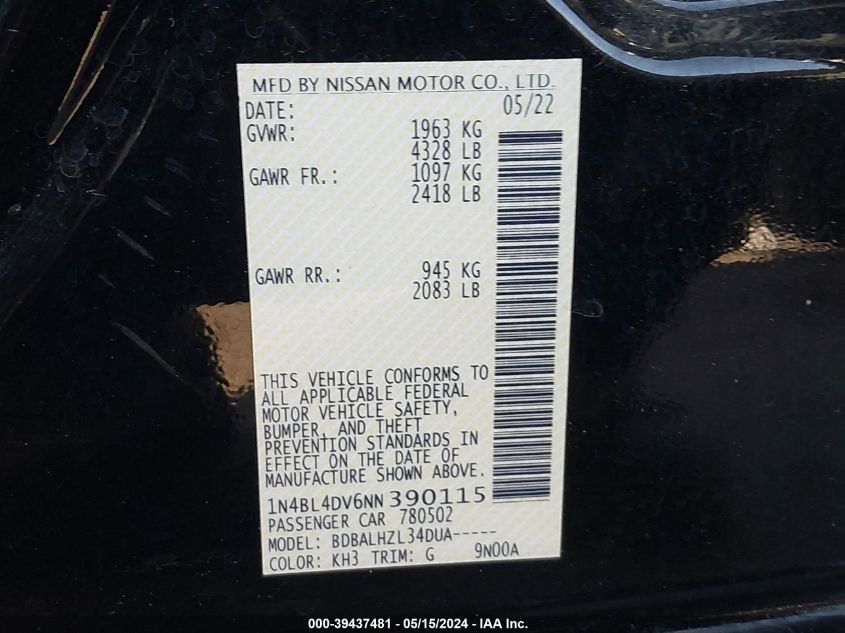 MFD BY NISSAN MOTOR CO., LTD.
DATE: 05/22
GVWR: 1963 KG
4328 LB
GAWR FR.: 1097 KG
2418 LB
GAWR RR.: 945 KG
2083 LB
THIS VEHICLE CONFORMS TO
ALL APPLICABLE FEDERAL
MOTOR VEHICLE SAFETY,
BUMPER, AND THEFT
PREVENTION STANDARDS IN
EFFECT ON THE DATE OF
MANUFACTURE SHOWN ABOVE.
1N4BL4DV6NN 390115
PASSENGER CAR 780502
MODEL: BDBALHZL34DUA-----
COLOR: KH3 TRIM: G 9N00A
000-39437481 - 05/15/2024 - IAA Inc.